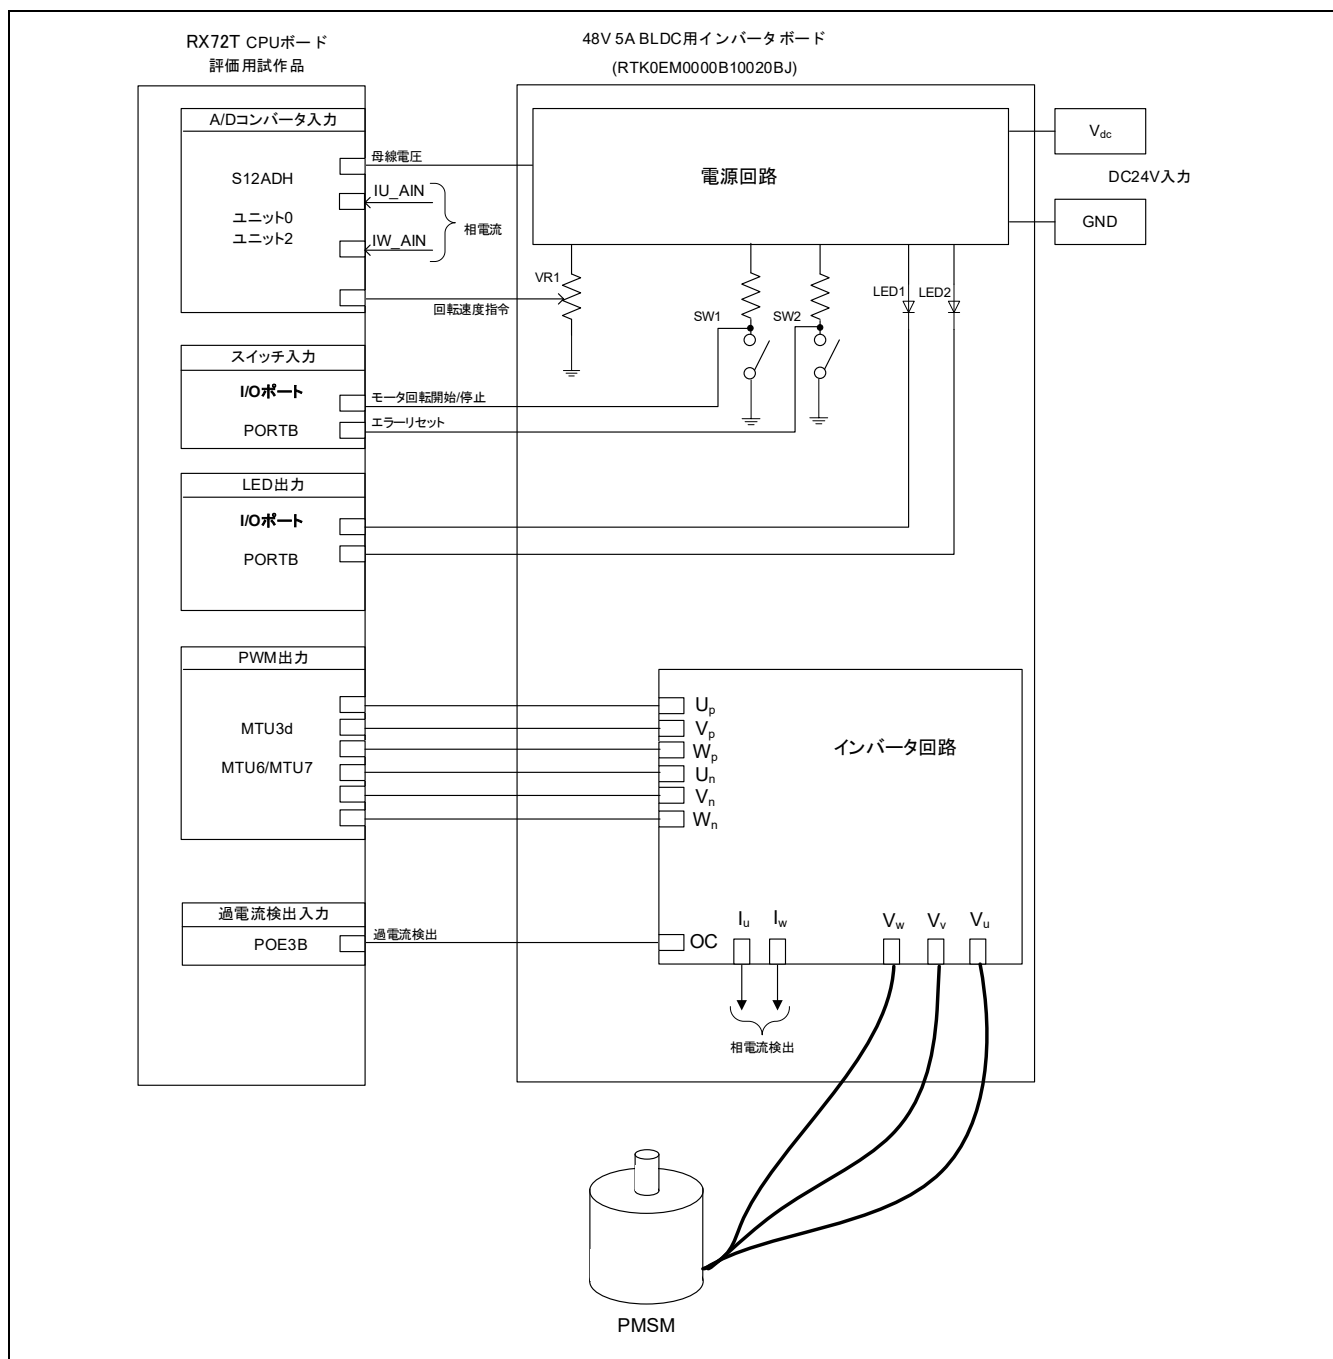 RX72T CPUボード
評価用試作品
48V 5A BLDC用インバータボード
(RTK0EM0000B10020BJ)
A/Dコンバータ入力
S12ADH
ユニット0
ユニット2
母線電圧
IU_AIN
IW_AIN
相電流
回転速度指令
電源回路
Vdc
DC24V入力
GND
VR1
SW1
SW2
LED1
LED2
スイッチ入力
I/Oポート
PORTB
モータ回転開始/停止
エラーリセット
LED出力
I/Oポート
PORTB
PWM出力
MTU3d
MTU6/MTU7
Up
Vp
Wp
Un
Vn
Wn
インバータ回路
過電流検出入力
POE3B
過電流検出
OC
Iu
Iw
Vw
Vv
Vu
相電流検出
PMSM